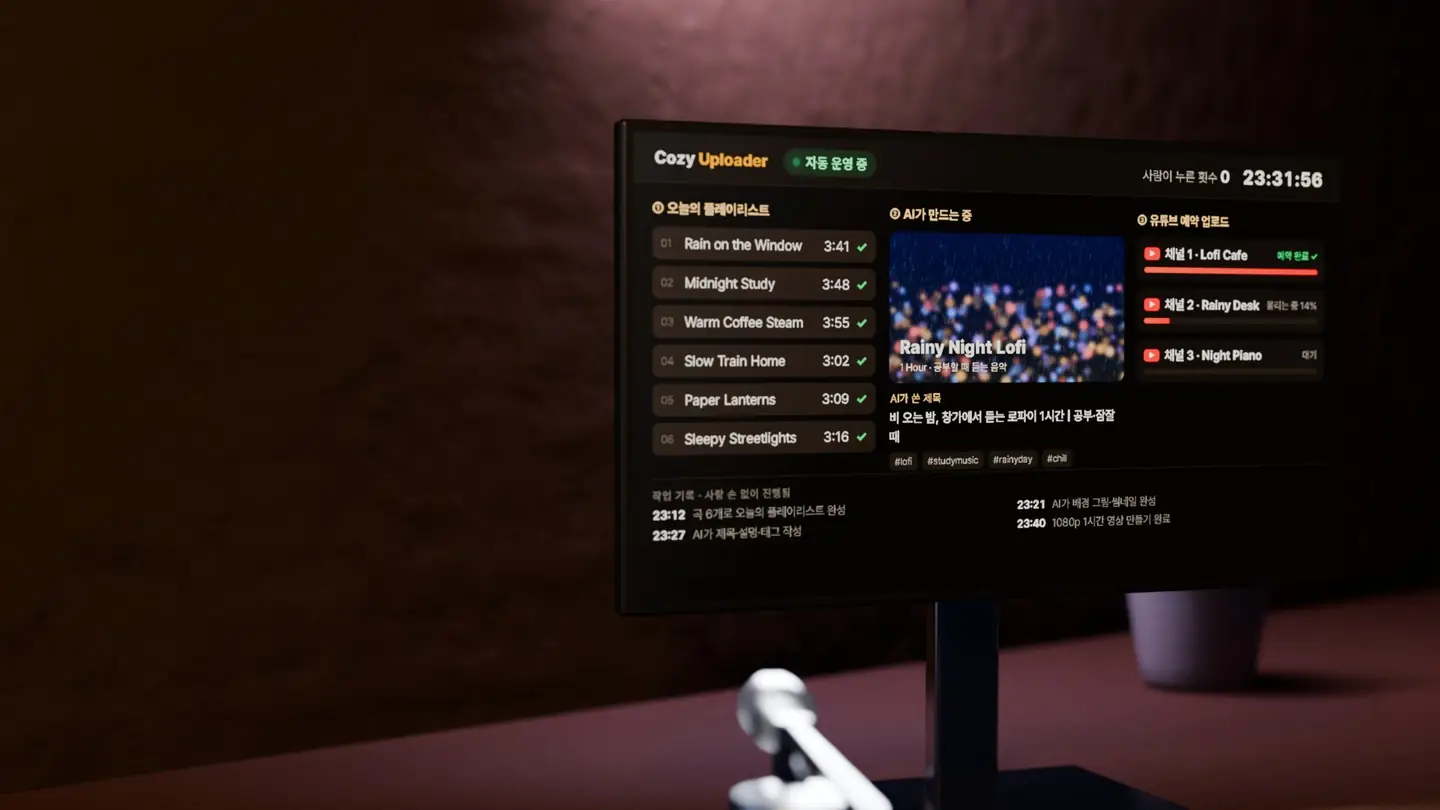 Cozy Uploader
자동 운영 중
사람이 누른 횟수 0 23:31:56
① 오늘의 플레이리스트
01 Rain on the Window 3:41
02 Midnight Study 3:48
03 Warm Coffee Steam 3:55
04 Slow Train Home 3:02
05 Paper Lanterns 3:09
06 Sleepy Streetlights 3:16
② AI가 만드는 중
Rainy Night Lofi
1 Hour · 공부할 때 듣는 음악
AI가 쓴 제목
비 오는 밤, 창가에서 듣는 로파이 1시간 | 공부·잠잘
때
#lofi #studymusic #rainyday #chill
③ 유튜브 예약 업로드
채널 1 · Lofi Cafe 예약 완료
채널 2 · Rainy Desk 올리는 중 14%
채널 3 · Night Piano 대기
작업 기록 - 사람 손 없이 진행됨
23:12 곡 6개로 오늘의 플레이리스트 완성
23:27 AI가 제목·설명·태그 작성
23:21 AI가 배경 그림·썸네일 완성
23:40 1080p 1시간 영상 만들기 완료